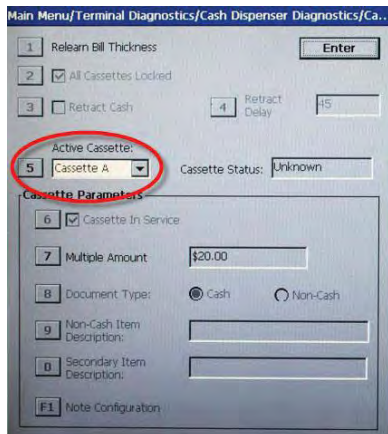 Main Menu/Terminal Diagnostics/Cash Dispenser Diagnostics/Ca..
1 Relearn Bill Thickness Enter
2 All Cassettes Locked
3 Retract Cash 4 Retract Delay 45
Active Cassette:
5 Cassette A Cassette Status: Unknown
Cassette Parameters
6 Cassette In Service
7 Multiple Amount $20.00
8 Document Type: Cash Non-Cash
9 Non-Cash Item
Description:
0 Secondary Item
Description:
F1 Note Configuration